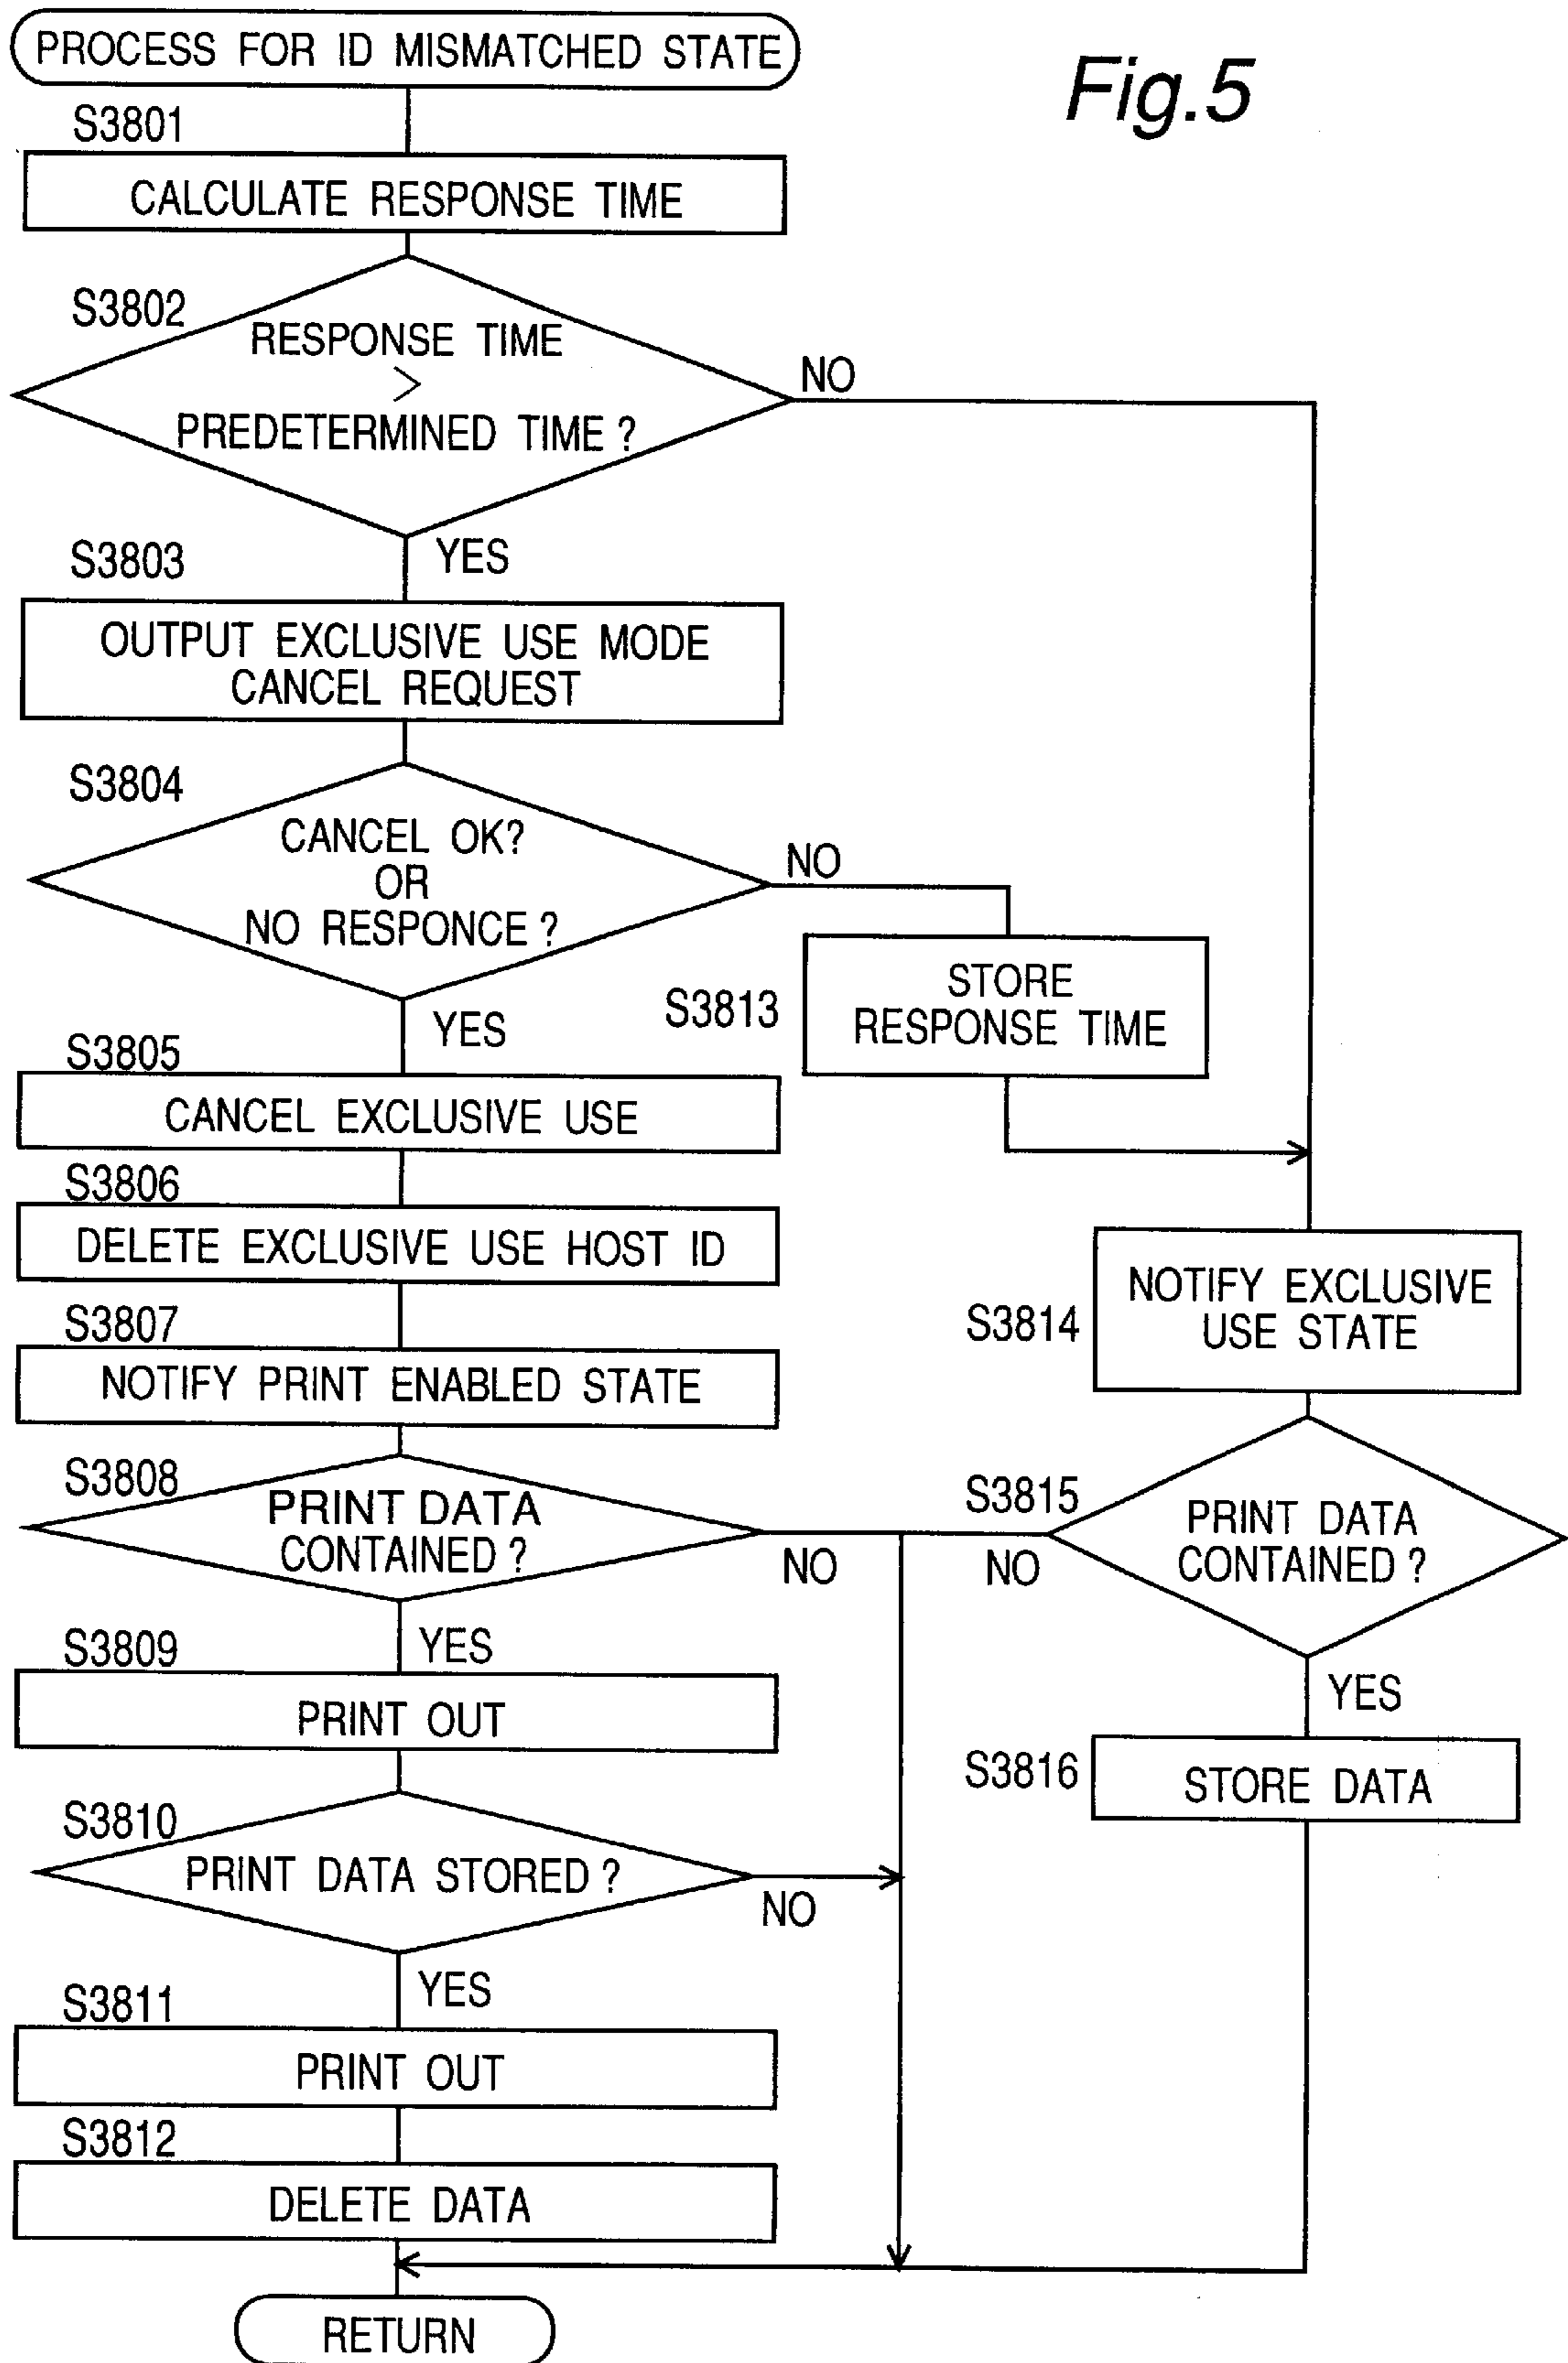 PROCESS FOR ID MISMATCHED STATE
Fig.5
S3801
CALCULATE RESPONSE TIME
S3802
RESPONSE TIME
>
PREDETERMINED TIME ?
NO
YES
S3803
OUTPUT EXCLUSIVE USE MODE
CANCEL REQUEST
S3804
CANCEL OK?
OR
NO RESPONCE ?
NO
YES
S3813
STORE
RESPONSE TIME
S3805
CANCEL EXCLUSIVE USE
S3806
DELETE EXCLUSIVE USE HOST ID
S3807
NOTIFY PRINT ENABLED STATE
S3814
NOTIFY EXCLUSIVE
USE STATE
S3808
PRINT DATA
CONTAINED ?
NO
YES
S3815
PRINT DATA
CONTAINED ?
NO
YES
S3809
PRINT OUT
S3816
STORE DATA
S3810
PRINT DATA STORED ?
NO
YES
S3811
PRINT OUT
S3812
DELETE DATA
RETURN